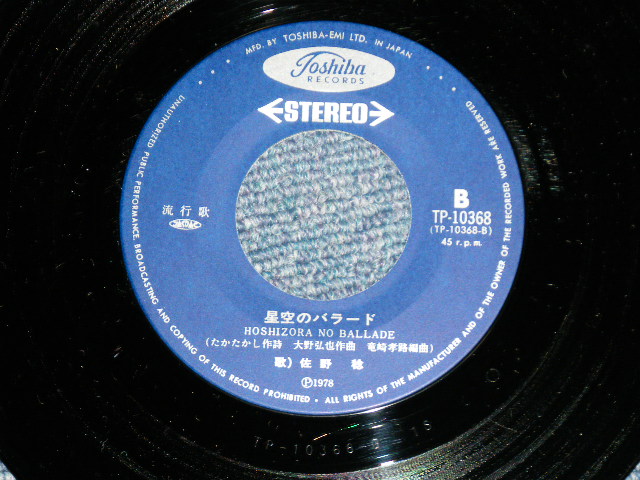 MFD. BY TOSHIBA-EMI LTD. IN JAPAN
Toshiba
RECORDS
STEREO
流行歌
B
TP-10368
(TP-10368-B)
45 r.p.m.
星空のバラード
HOSHIZORA NO BALLADE
(たかたかし作詩 大野弘也作曲 竜崎孝路編曲)
歌) 佐野 稔
Ⓟ1978
UNAUTHORIZED PUBLIC PERFORMANCE, BROADCASTING AND COPYING OF THIS RECORD PROHIBITED • ALL RIGHTS OF THE MANUFACTURER AND OF THE OWNER OF THE RECORDED WORK ARE RESERVED